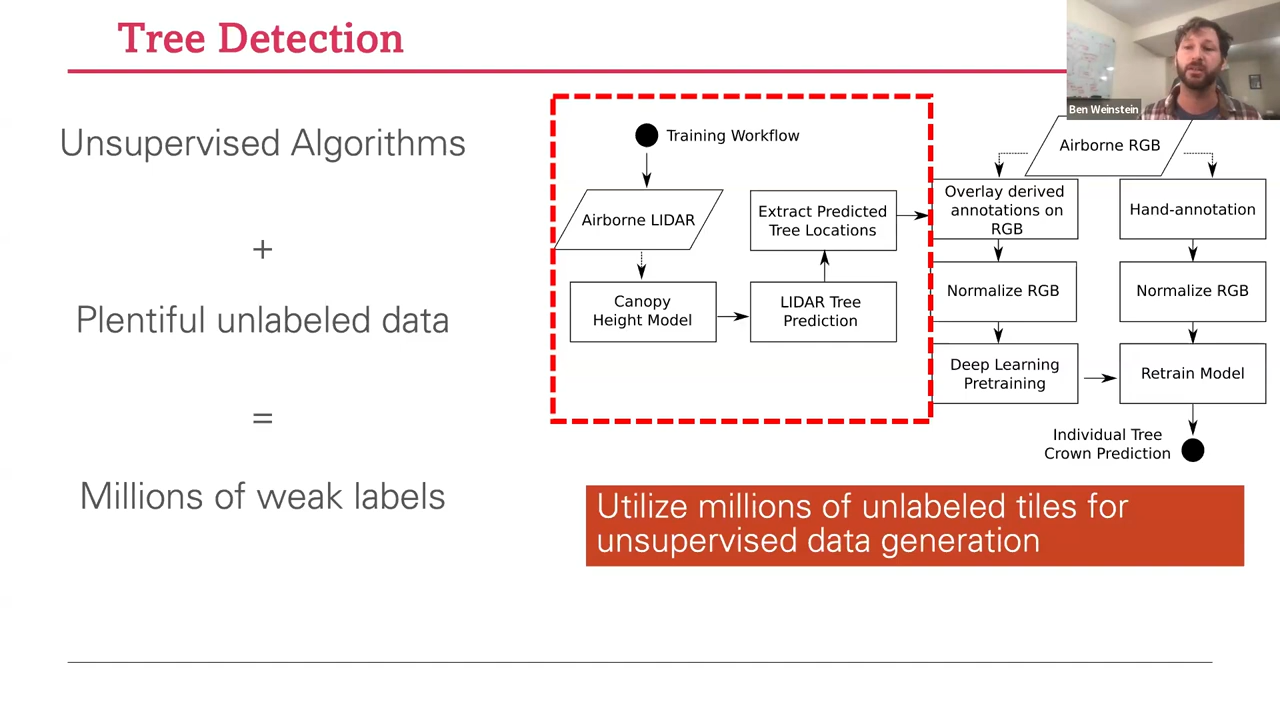 Tree Detection
Ben Weinstein
Unsupervised Algorithms
+
Plentiful unlabeled data
=
Millions of weak labels
Training Workflow
Airborne LIDAR
Canopy
Height Model
LIDAR Tree
Prediction
Extract Predicted
Tree Locations
Airborne RGB
Overlay derived
annotations on
RGB
Normalize RGB
Deep Learning
Pretraining
Hand-annotation
Normalize RGB
Retrain Model
Individual Tree
Crown Prediction
Utilize millions of unlabeled tiles for
unsupervised data generation